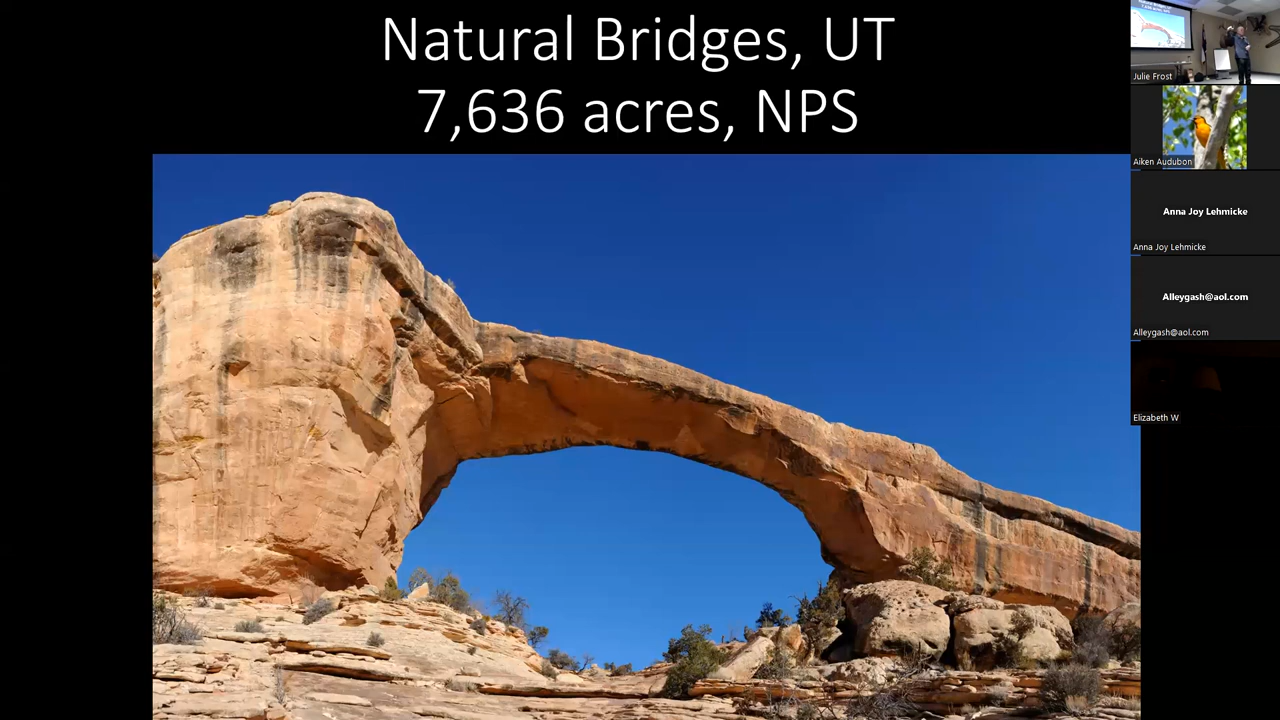 Natural Bridges, UT
7,636 acres, NPS
Julie Frost
Aiken Audubon
Anna Joy Lehmicke
Anna Joy Lehmicke
Alleygash@aol.com
Alleygash@aol.com
Elizabeth W